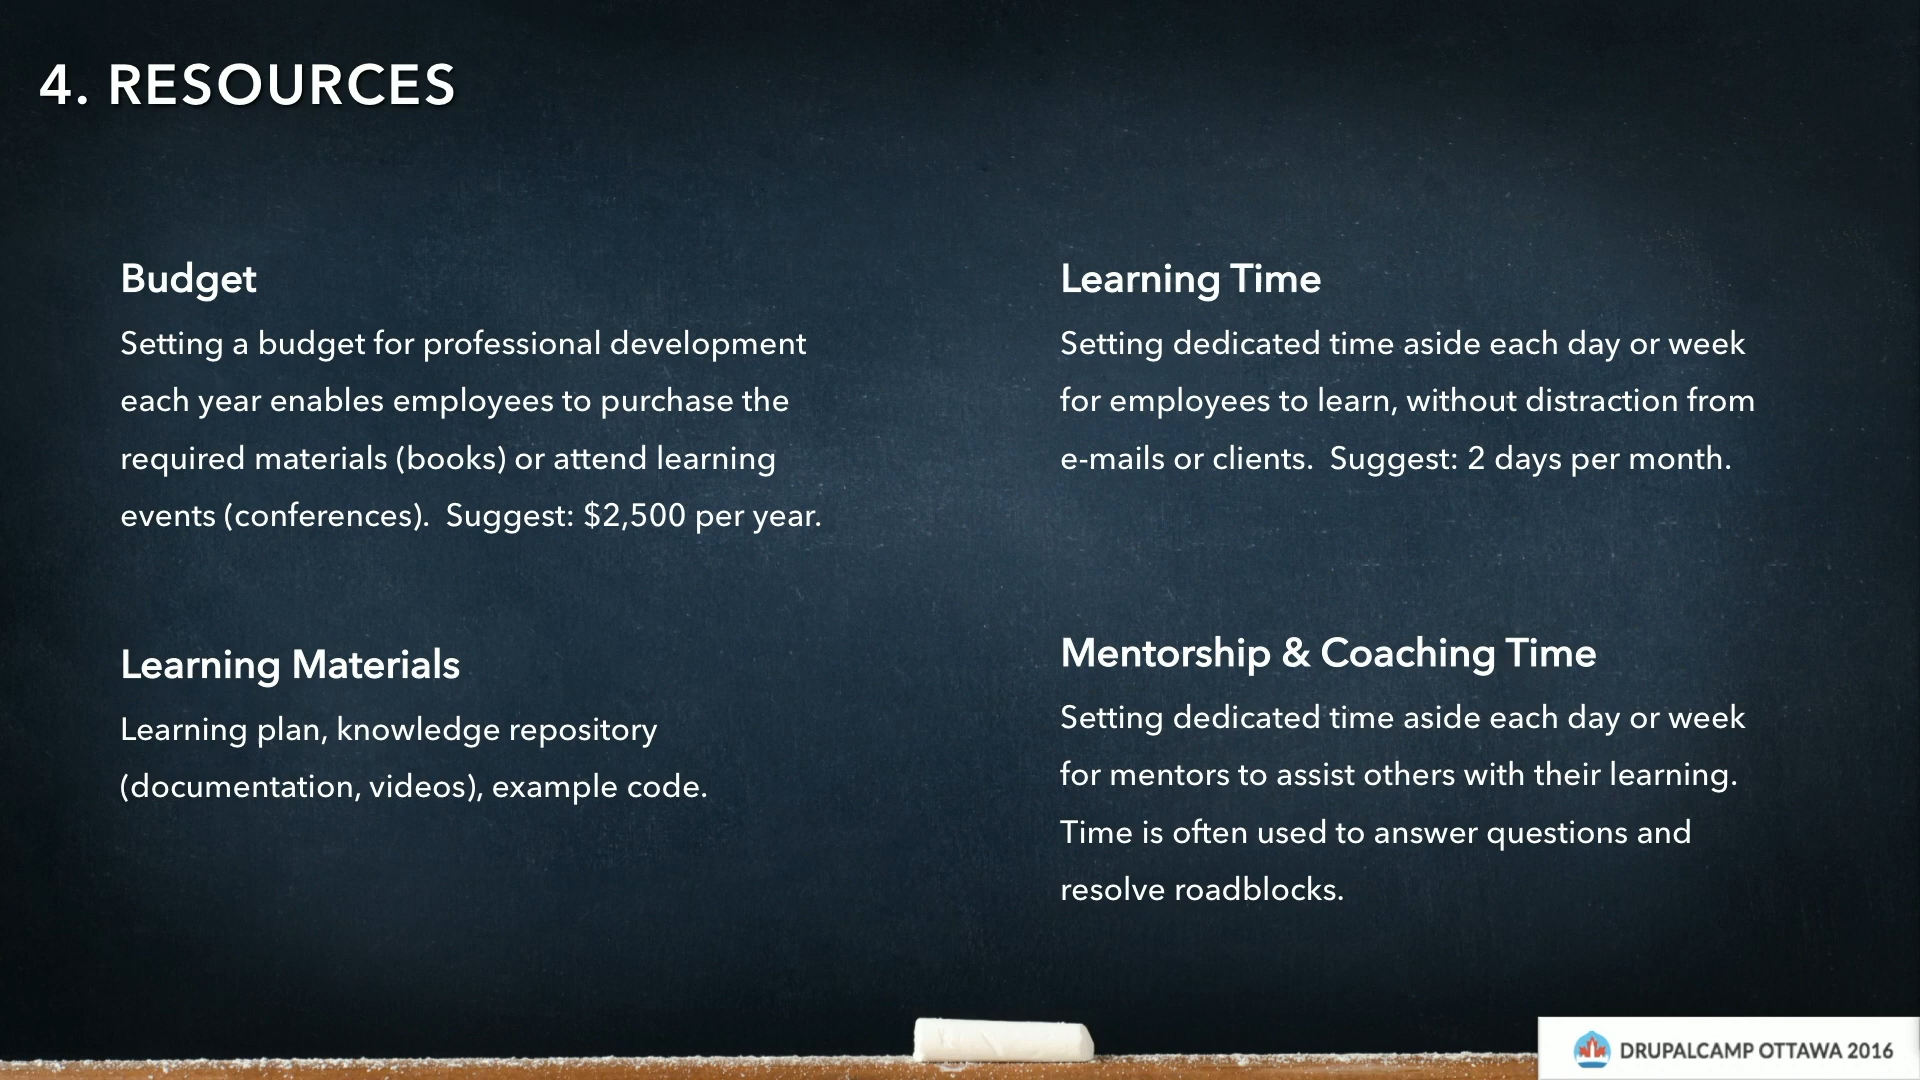 4. RESOURCES
Budget
Setting a budget for professional development
each year enables employees to purchase the
required materials (books) or attend learning
events (conferences).  Suggest: $2,500 per year.
Learning Materials
Learning plan, knowledge repository
(documentation, videos), example code.
Learning Time
Setting dedicated time aside each day or week
for employees to learn, without distraction from
e-mails or clients.  Suggest: 2 days per month.
Mentorship & Coaching Time
Setting dedicated time aside each day or week
for mentors to assist others with their learning.
Time is often used to answer questions and
resolve roadblocks.
DRUPALCAMP OTTAWA 2016